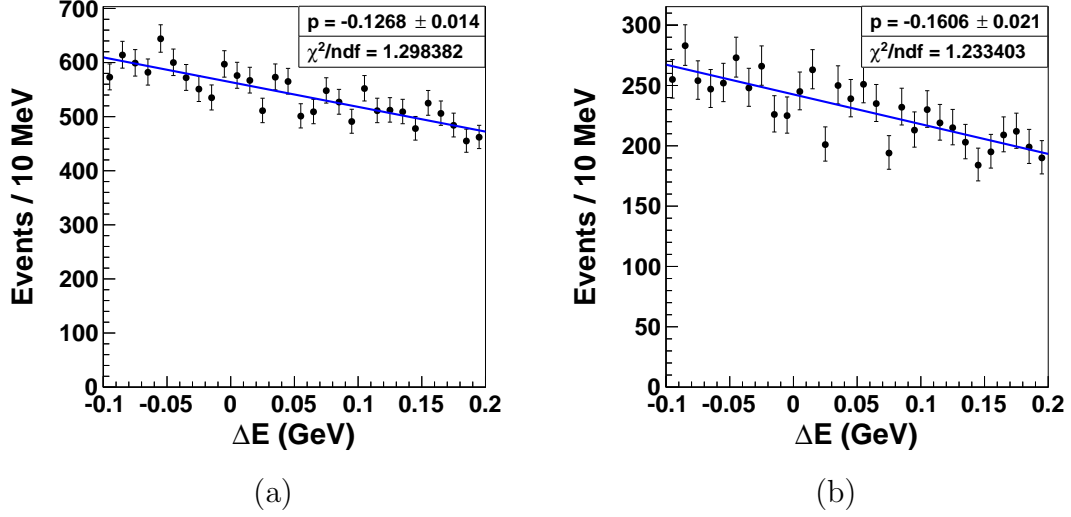 p = -0.1268 ± 0.014
χ²/ndf = 1.298382
700
600
500
400
300
200
100
0
-0.1 -0.05 0 0.05 0.1 0.15 0.2
Events / 10 MeV
ΔE (GeV)
(a)
p = -0.1606 ± 0.021
χ²/ndf = 1.233403
300
250
200
150
100
50
0
-0.1 -0.05 0 0.05 0.1 0.15 0.2
Events / 10 MeV
ΔE (GeV)
(b)